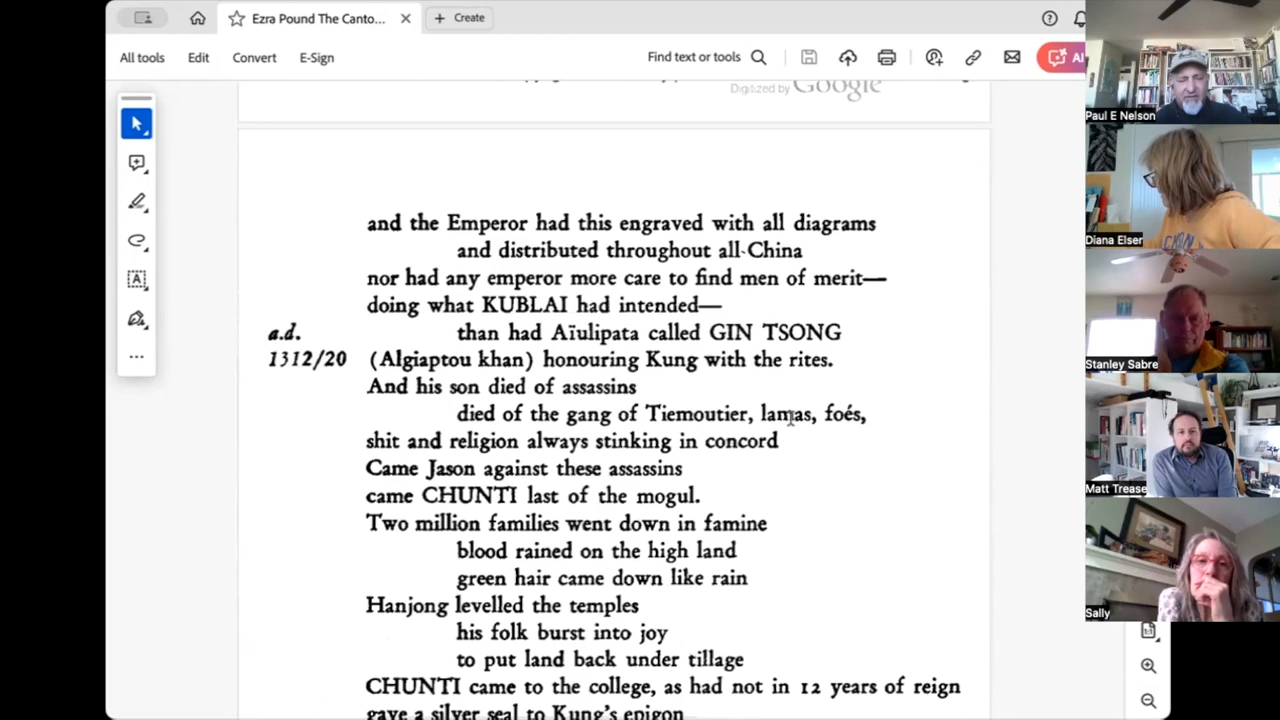 Ezra Pound The Canto...
Create
All tools
Edit
Convert
E-Sign
Find text or tools
AI
Digitized by Google
and the Emperor had this engraved with all diagrams
and distributed throughout all China
nor had any emperor more care to find men of merit—
doing what KUBLAI had intended—
a.d. than had Aïulipata called GIN TSONG
1312/20 (Algiaptou khan) honouring Kung with the rites.
And his son died of assassins
died of the gang of Tiemoutier, lamas, foés,
shit and religion always stinking in concord
Came Jason against these assassins
came CHUNTI last of the mogul.
Two million families went down in famine
blood rained on the high land
green hair came down like rain
Hanjong levelled the temples
his folk burst into joy
to put land back under tillage
CHUNTI came to the college, as had not in 12 years of reign
gave a silver seal to Kung's epigon
Paul E Nelson
Diana Elser
Stanley Sabre
Matt Trease
Sally